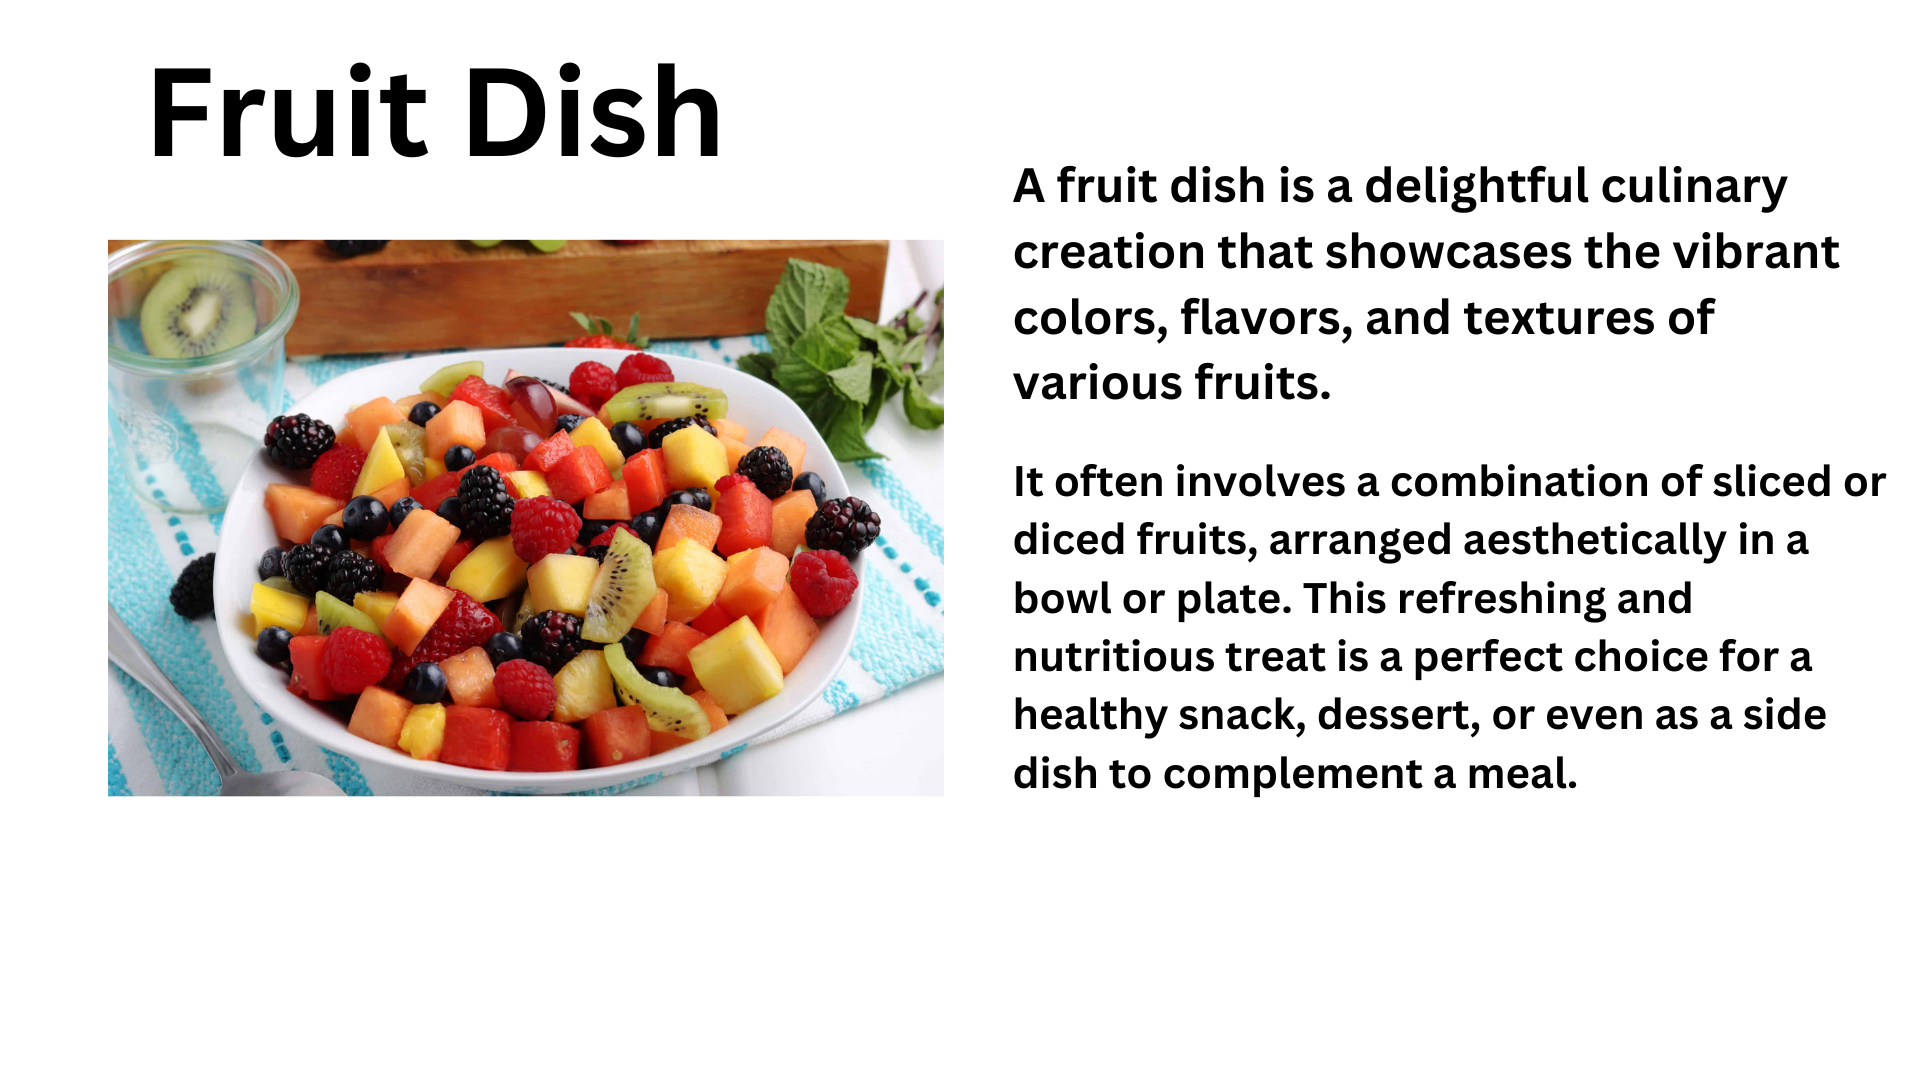 Fruit Dish
A fruit dish is a delightful culinary
creation that showcases the vibrant
colors, flavors, and textures of
various fruits.
It often involves a combination of sliced or
diced fruits, arranged aesthetically in a
bowl or plate. This refreshing and
nutritious treat is a perfect choice for a
healthy snack, dessert, or even as a side
dish to complement a meal.